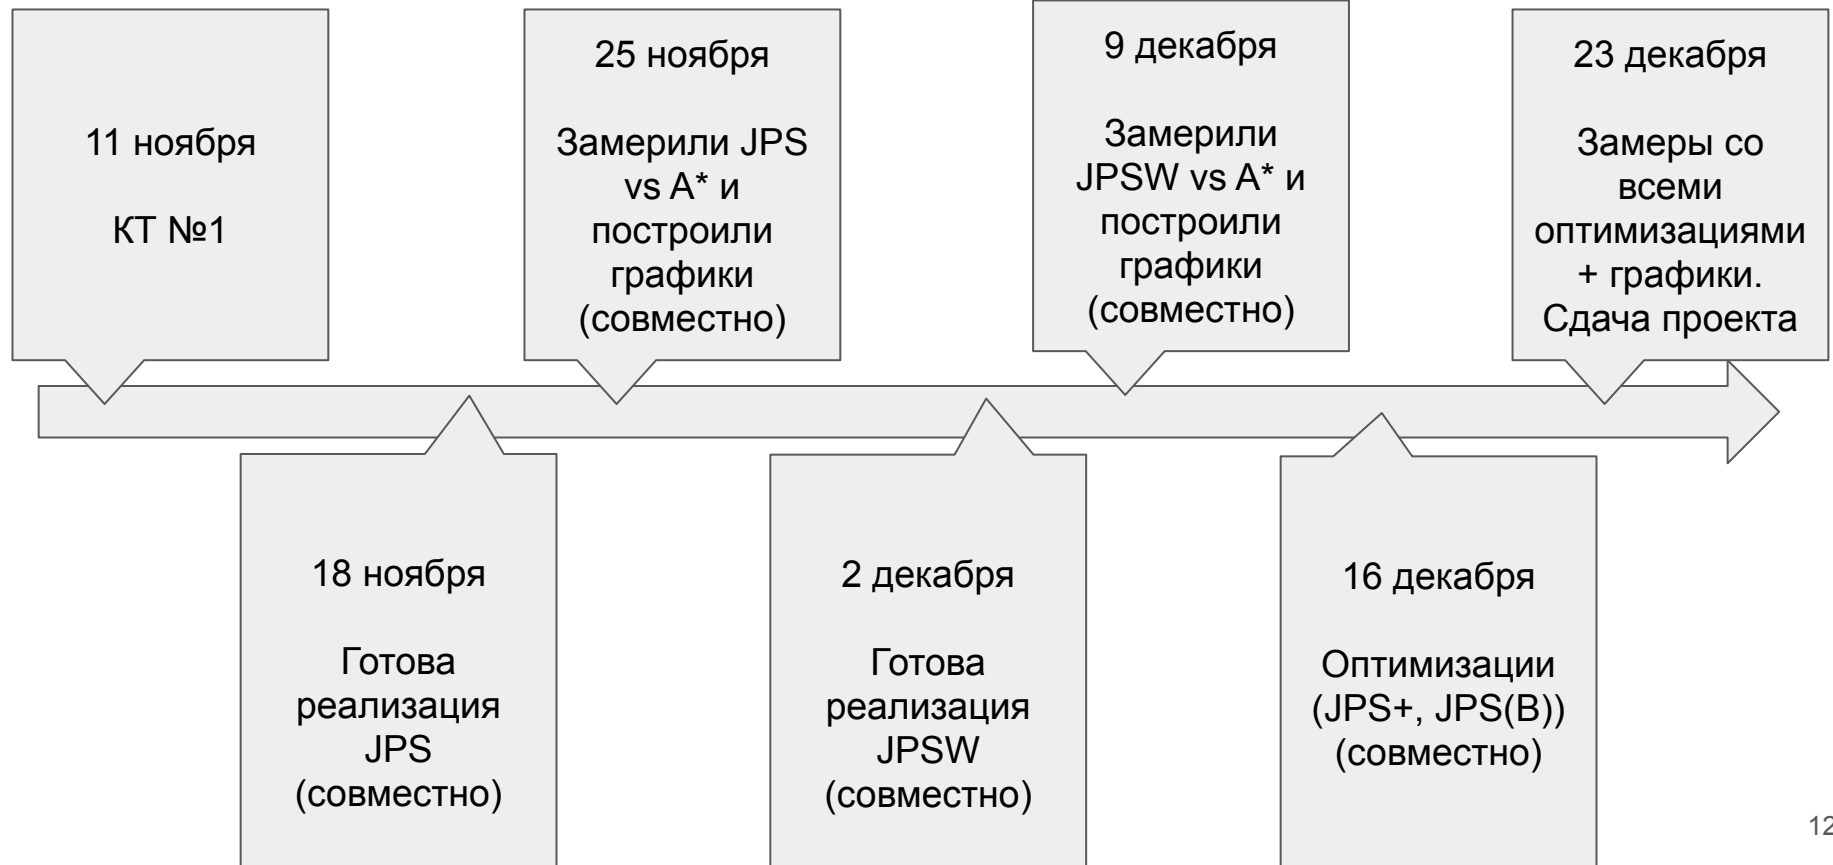 11 ноября
КТ №1
25 ноября
Замерили JPS
vs A* и
построили
графики
(совместно)
9 декабря
Замерили
JPSW vs A* и
построили
графики
(совместно)
23 декабря
Замеры со
всеми
оптимизациями
+ графики.
Сдача проекта
18 ноября
Готова
реализация
JPS
(совместно)
2 декабря
Готова
реализация
JPSW
(совместно)
16 декабря
Оптимизации
(JPS+, JPS(B))
(совместно)
12